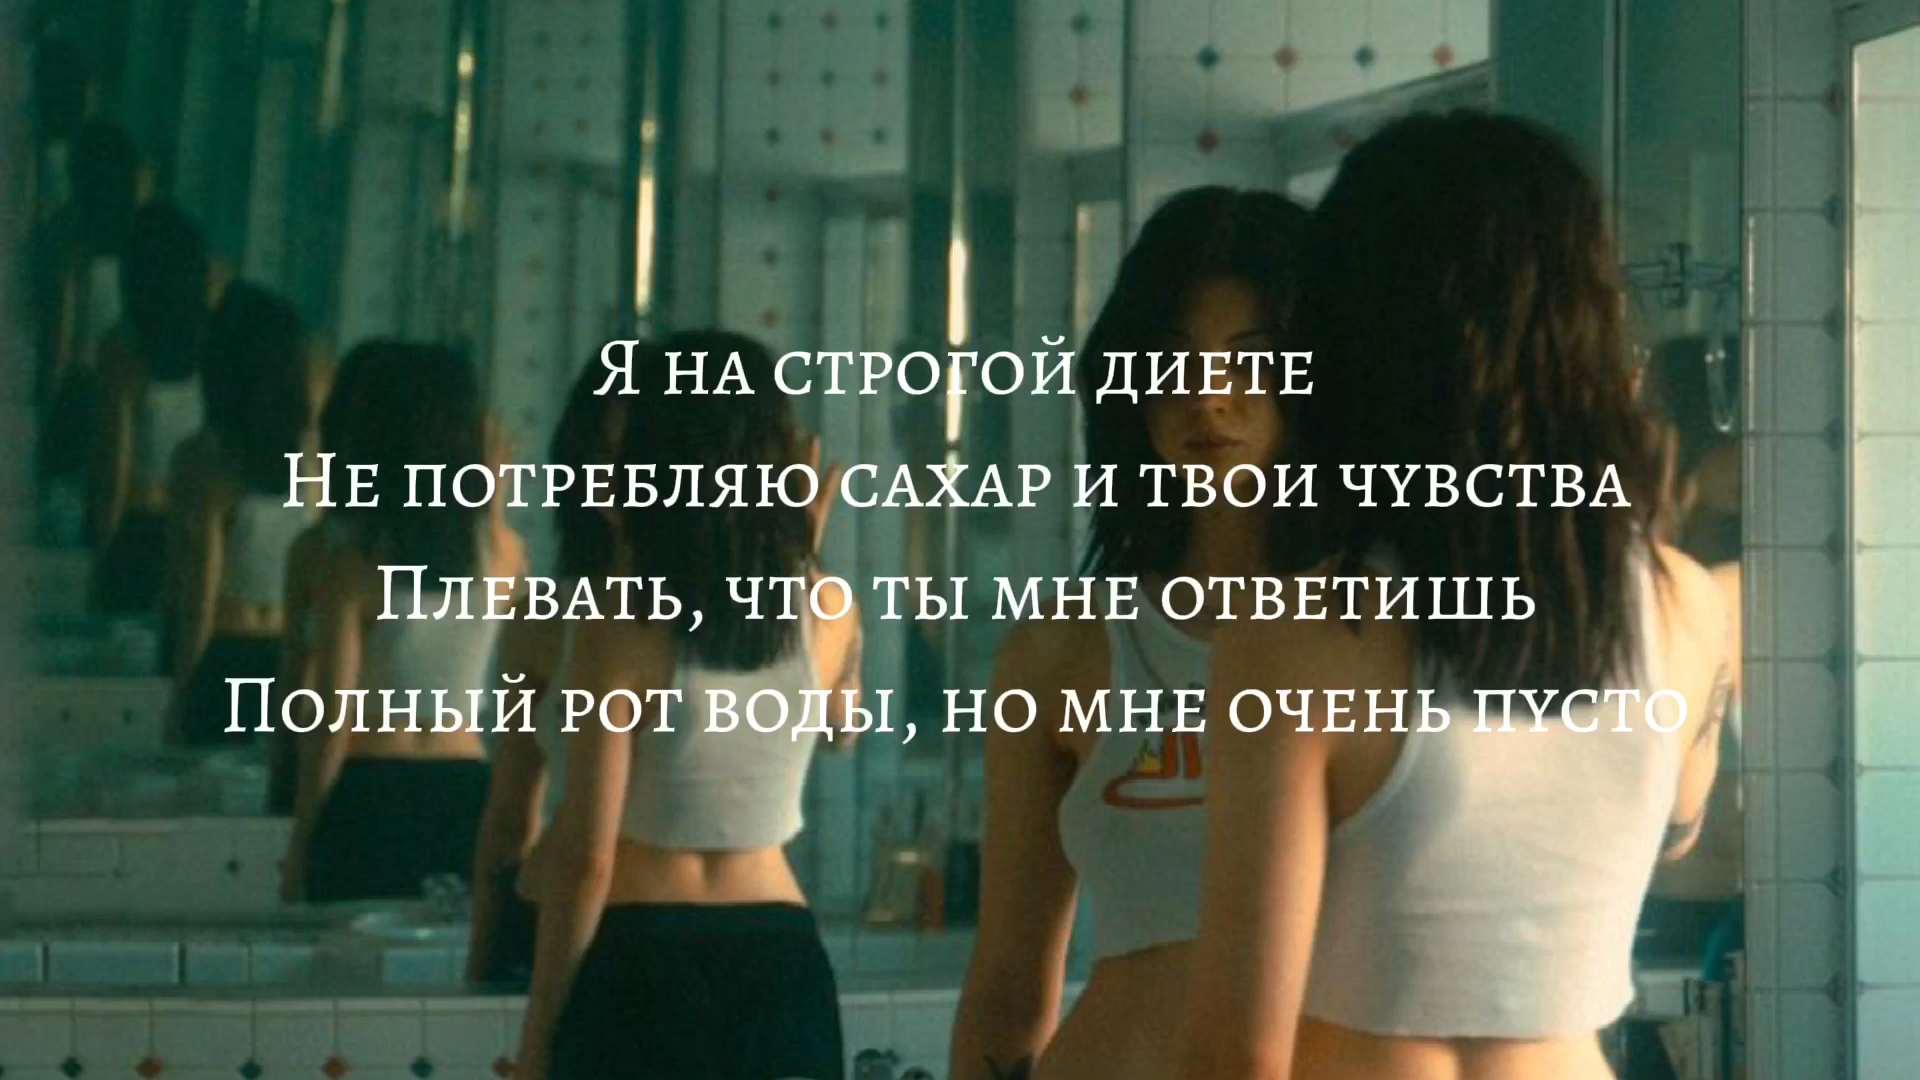 Я на строгой диете
Не потребляю сахар и твои чувства
Плевать, что ты мне ответишь
Полный рот воды, но мне очень пусто